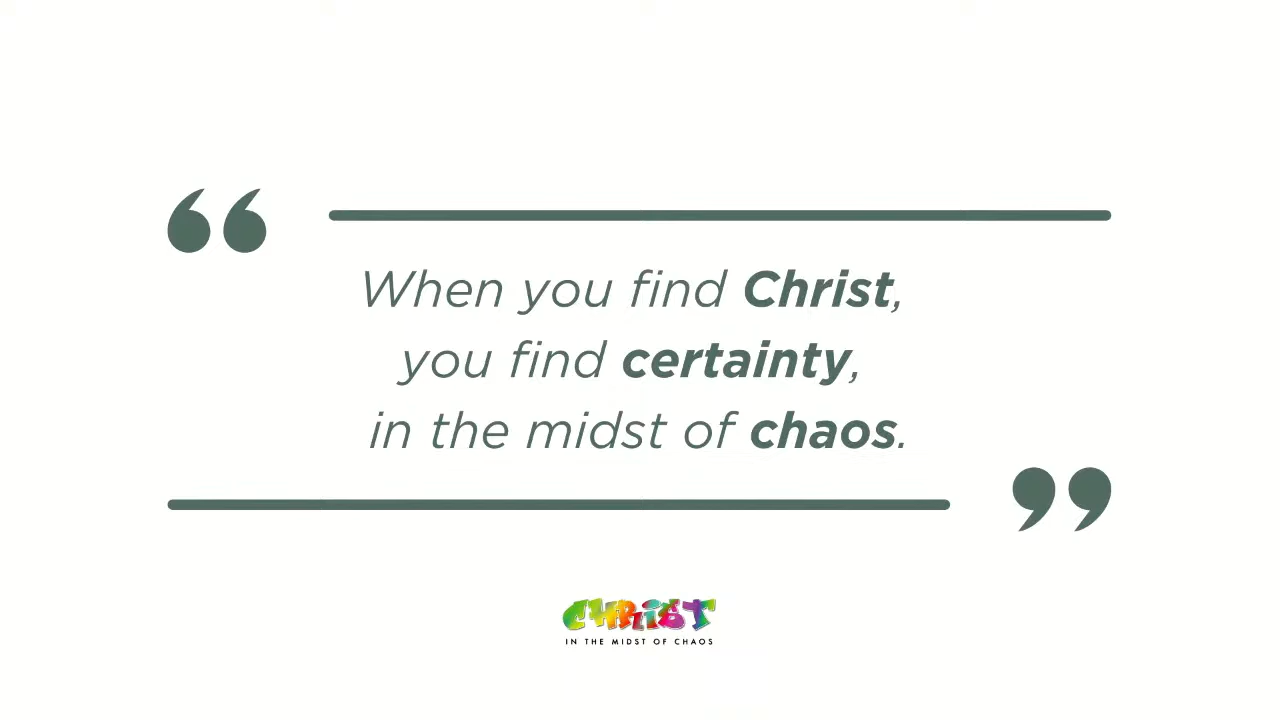 When you find Christ,
you find certainty,
in the midst of chaos.
CHRIST
IN THE MIDST OF CHAOS